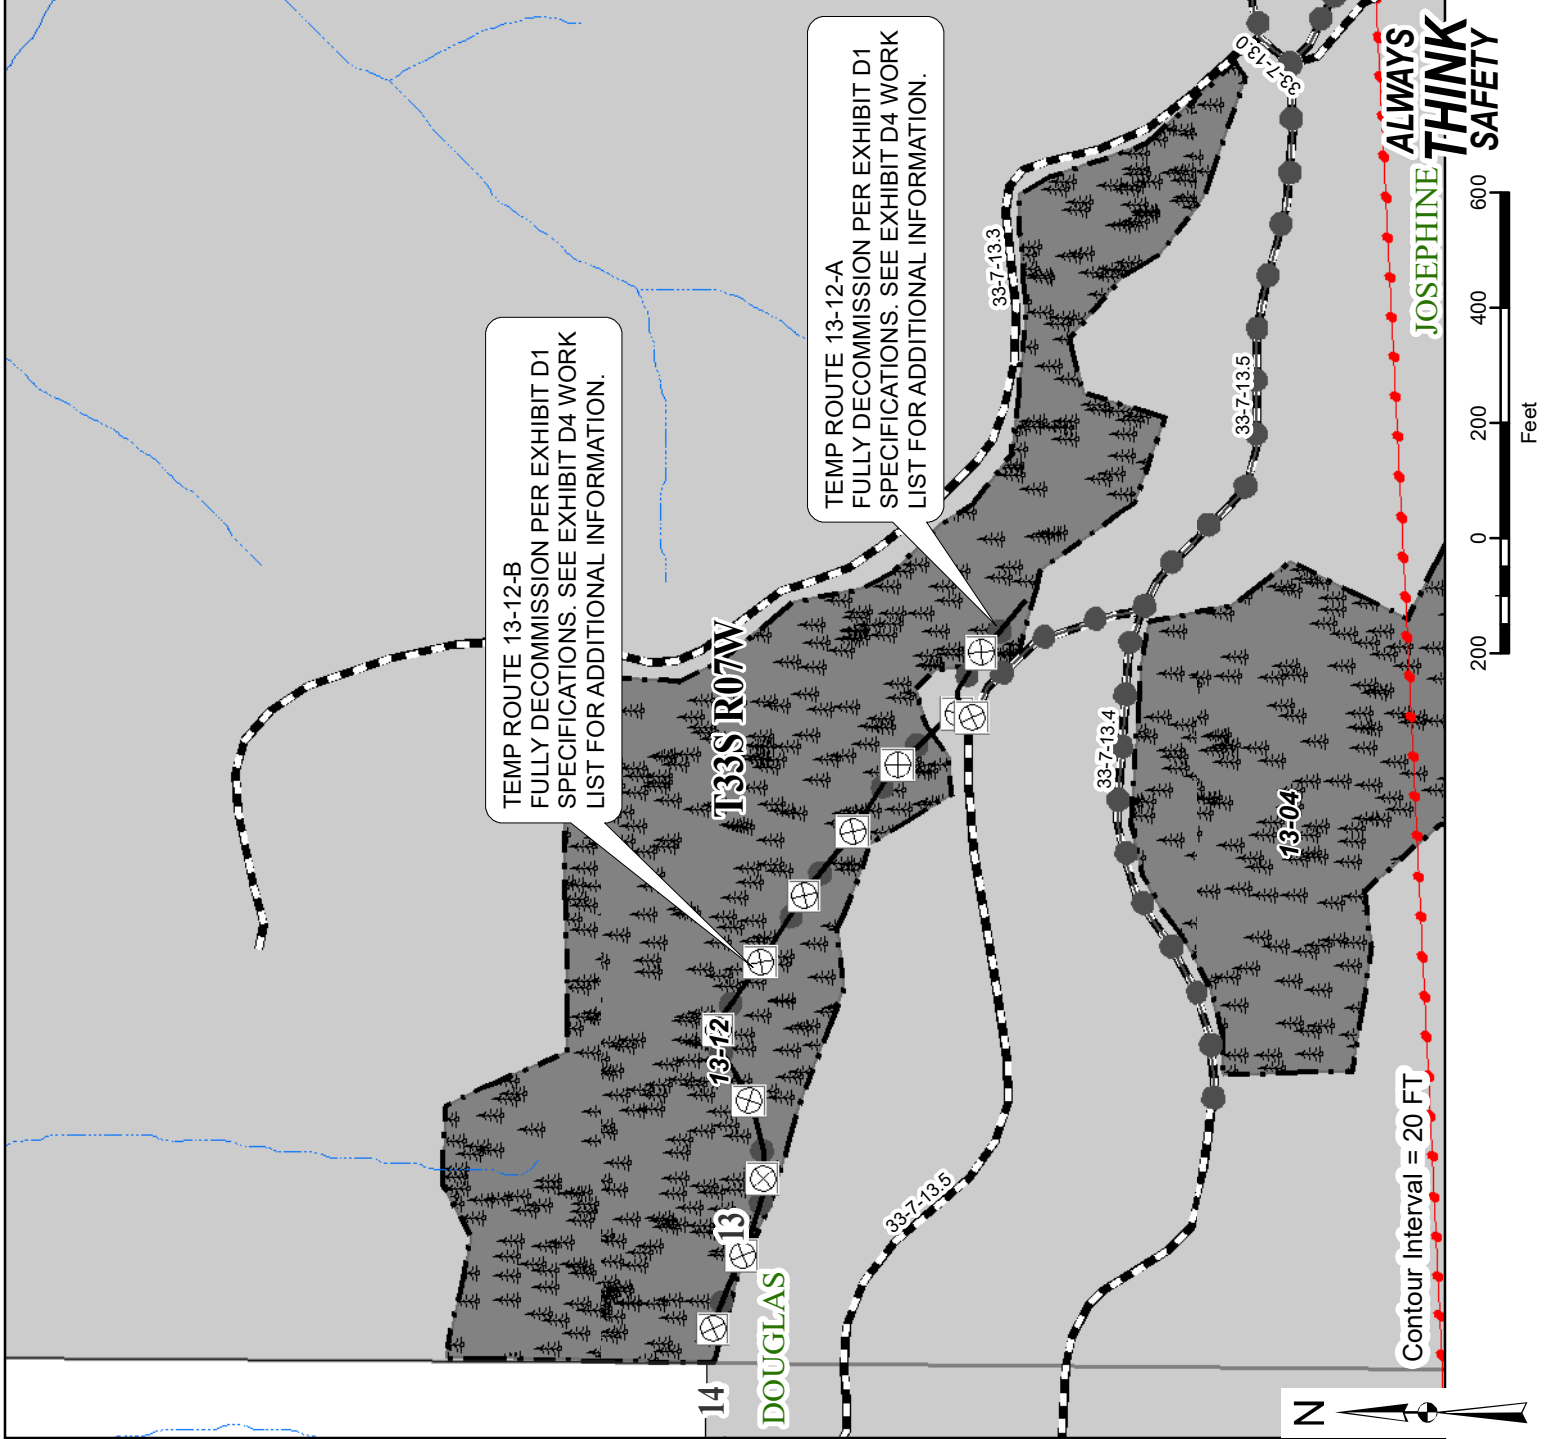 TEMP ROUTE 13-12-B
FULLY DECOMMISSION PER EXHIBIT D1
SPECIFICATIONS. SEE EXHIBIT D4 WORK
LIST FOR ADDITIONAL INFORMATION.
TEMP ROUTE 13-12-A
FULLY DECOMMISSION PER EXHIBIT D1
SPECIFICATIONS. SEE EXHIBIT D4 WORK
LIST FOR ADDITIONAL INFORMATION.
T33S R07W
13-12
13
14
DOUGLAS
33-7-13.3
33-7-13.0
33-7-13.5
33-7-13.5
33-7-13.4
13-04
JOSEPHINE
Contour Interval = 20 FT
N
200 0 200 400 600
Feet
ALWAYS
THINK
SAFETY